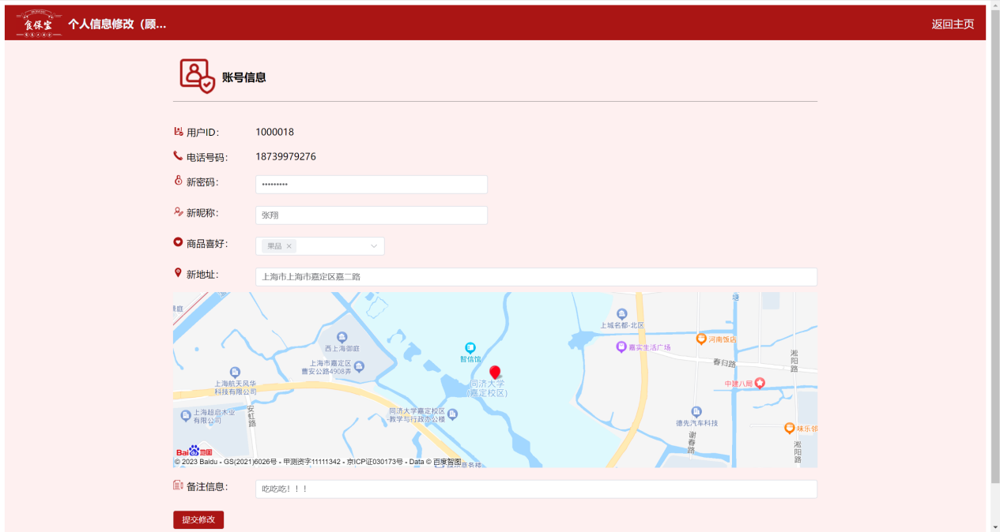 食保宝
个人信息修改（顾...
返回主页
账号信息
用户ID：
1000018
电话号码：
18739979276
新密码：
•••••••••
新昵称：
张翔
商品喜好：
果品 ×
新地址：
上海市上海市嘉定区嘉二路
塘
上城名都-北区
西上海御庭
河南饭店
嘉实生活广场
智信馆
淞阳路
春归路
上海市嘉定区
曹安公路4908弄
上海航天风华
科技有限公司
同济大学
(嘉定校区)
中建八局
安虹路
上海超启木业
有限公司
同济大学嘉定校区
-教学与行政办公楼
德先汽车科技
味乐邻
谢春路
淞阳路
Bai 地图
© 2023 Baidu - GS(2021)6026号 - 甲测资字11111342 - 京ICP证030173号 - Data © 百度智图
备注信息：
吃吃吃！！！
提交修改